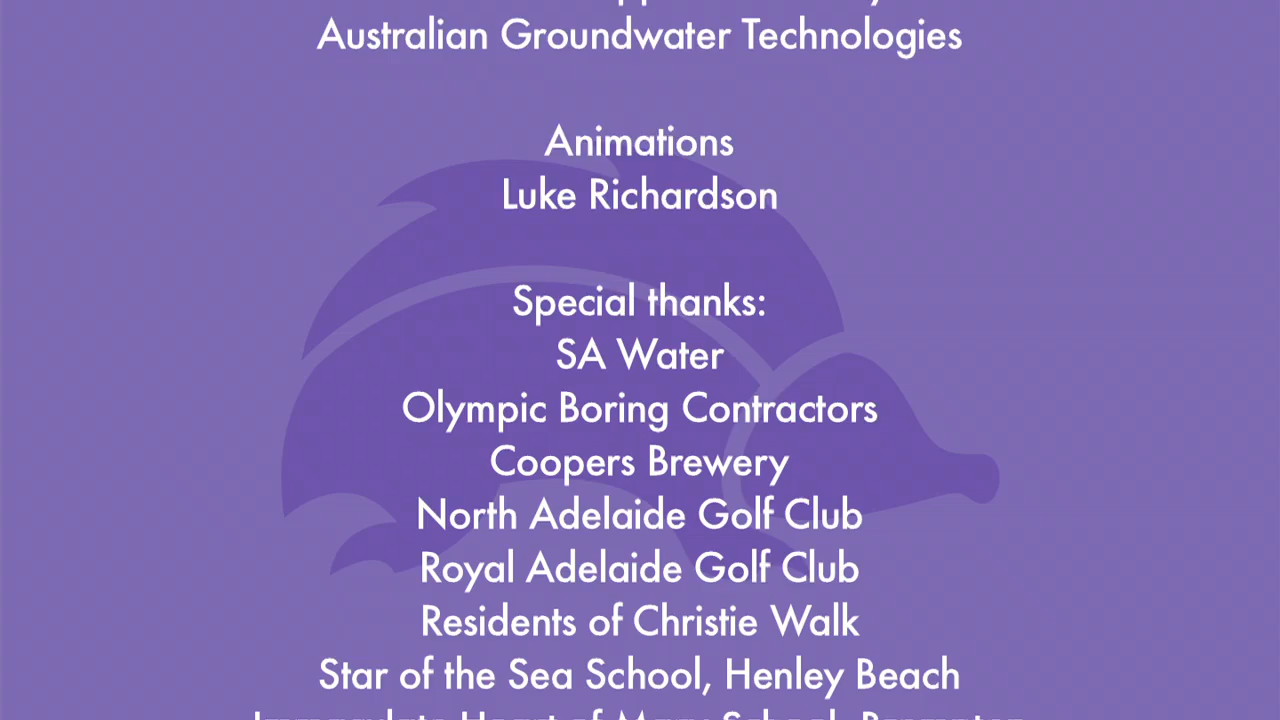 Australian Groundwater Technologies
Animations
Luke Richardson
Special thanks:
SA Water
Olympic Boring Contractors
Coopers Brewery
North Adelaide Golf Club
Royal Adelaide Golf Club
Residents of Christie Walk
Star of the Sea School, Henley Beach